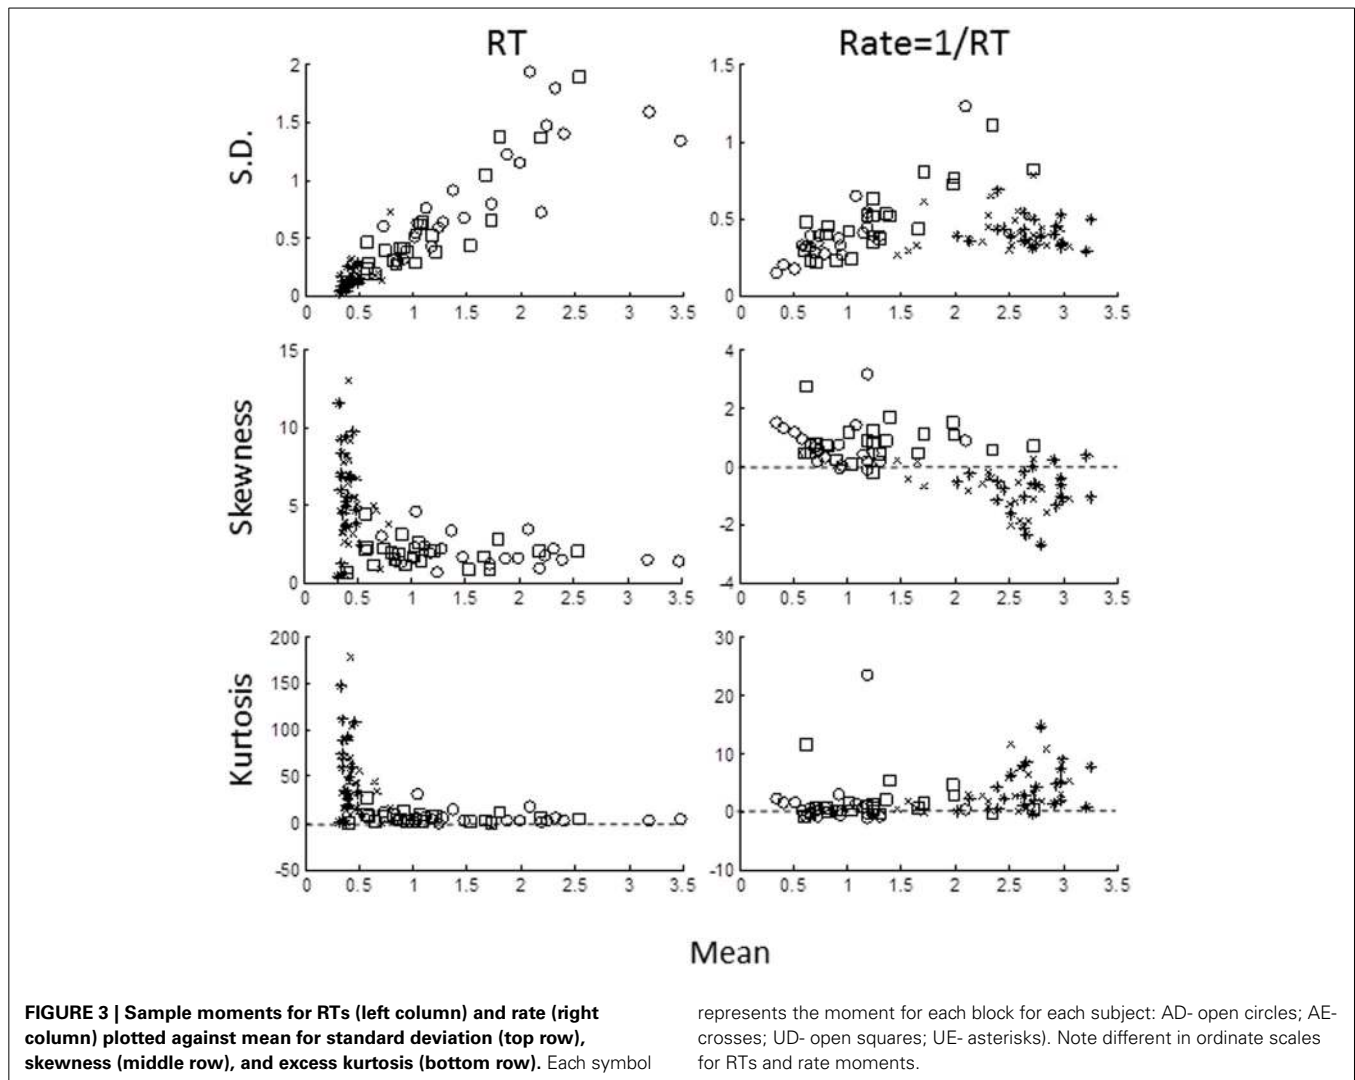 RT
Rate=1/RT
S.D.
2
1.5
1
0.5
0
0 0.5 1 1.5 2 2.5 3 3.5
1.5
1
0.5
0
0 0.5 1 1.5 2 2.5 3 3.5
Skewness
15
10
5
0
0 0.5 1 1.5 2 2.5 3 3.5
4
2
0
-2
-4
0 0.5 1 1.5 2 2.5 3 3.5
Kurtosis
200
150
100
50
0
-50
0 0.5 1 1.5 2 2.5 3 3.5
30
20
10
0
-10
0 0.5 1 1.5 2 2.5 3 3.5
Mean
FIGURE 3 | Sample moments for RTs (left column) and rate (right
column) plotted against mean for standard deviation (top row),
skewness (middle row), and excess kurtosis (bottom row). Each symbol
represents the moment for each block for each subject: AD- open circles; AE-
crosses; UD- open squares; UE- asterisks). Note different in ordinate scales
for RTs and rate moments.